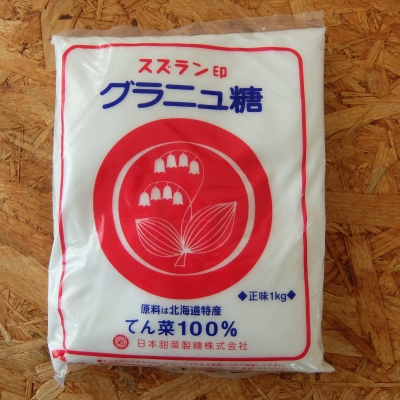 スズラン印
グラニュ糖
◆正味1kg◆
原料は北海道特産
てん菜100%
日本甜菜製糖株式会社